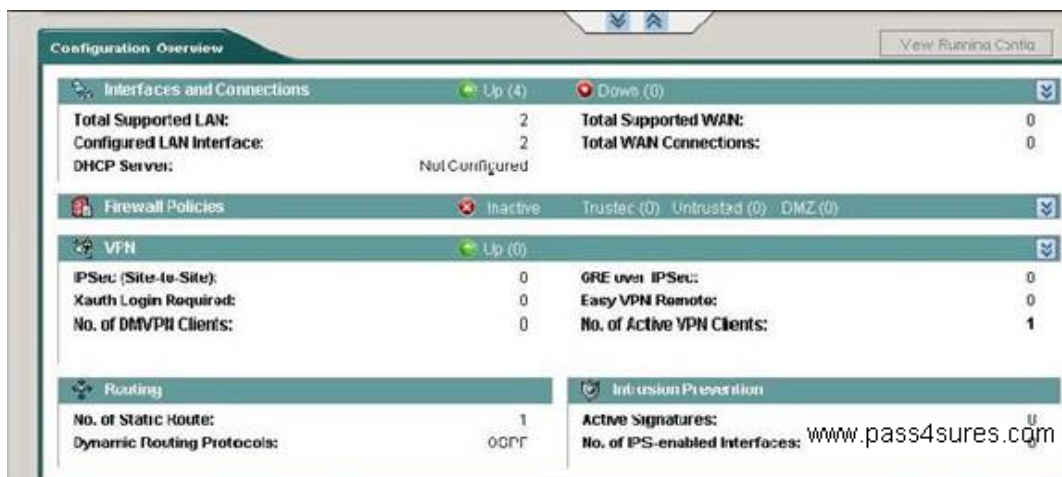 Configuration Overview
View Running Config
Interfaces and Connections Up (4) Down (0)
Total Supported LAN: 2 Total Supported WAN: 0
Configured LAN Interface: 2 Total WAN Connections: 0
DHCP Server: Not Configured
Firewall Policies Inactive Trusted (0) Untrusted (0) DMZ (0)
VPN Up (0)
IPSec (Site-to-Site): 0 GRE over IPSec: 0
Xauth Login Required: 0 Easy VPN Remote: 0
No. of DMVPN Clients: 0 No. of Active VPN Clients: 1
Routing Intrusion Prevention
No. of Static Route: 1 Active Signatures: 0
Dynamic Routing Protocols: OSPF No. of IPS-enabled Interfaces: 0
www.pass4sures.com